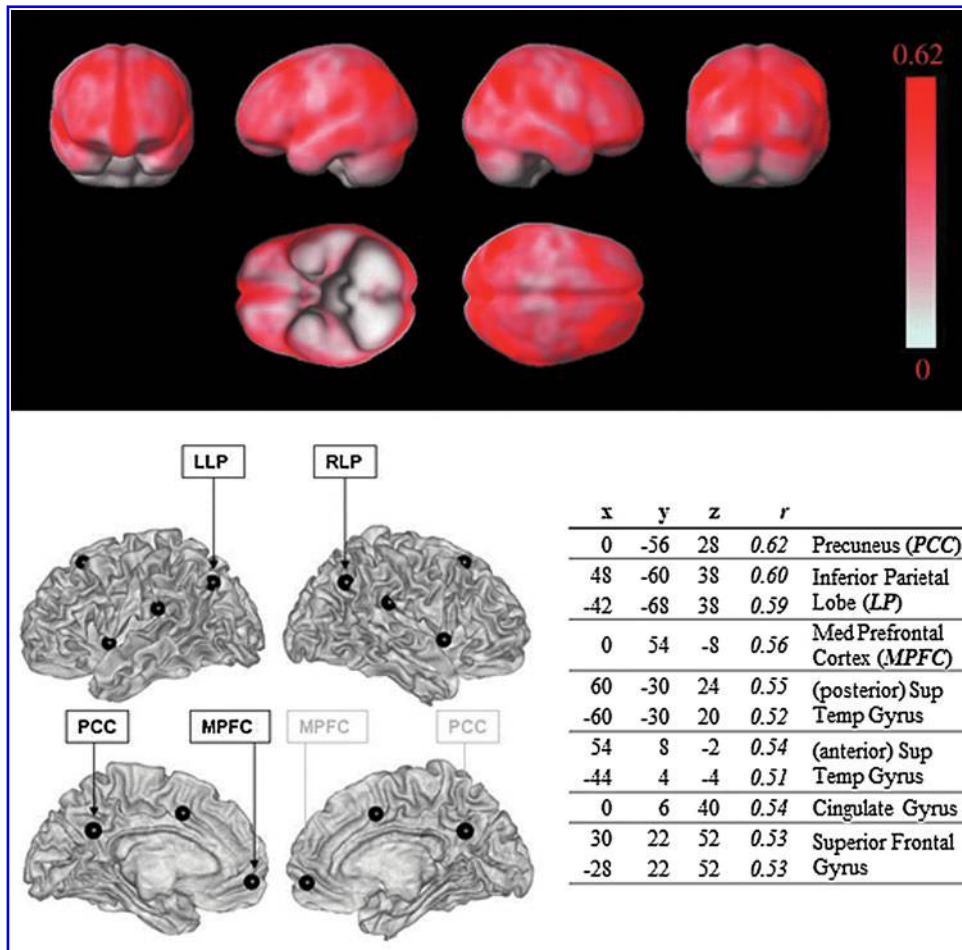 0.62
0
LLP
RLP
PCC
MPFC
MPFC
PCC
x y z r
0 -56 28 0.62 Precuneus (PCC)
48 -60 38 0.60 Inferior Parietal
-42 -68 38 0.59 Lobe (LP)
0 54 -8 0.56 Med Prefrontal
Cortex (MPFC)
60 -30 24 0.55 (posterior) Sup
-60 -30 20 0.52 Temp Gyrus
54 8 -2 0.54 (anterior) Sup
-44 4 -4 0.51 Temp Gyrus
0 6 40 0.54 Cingulate Gyrus
30 22 52 0.53 Superior Frontal
-28 22 52 0.53 Gyrus